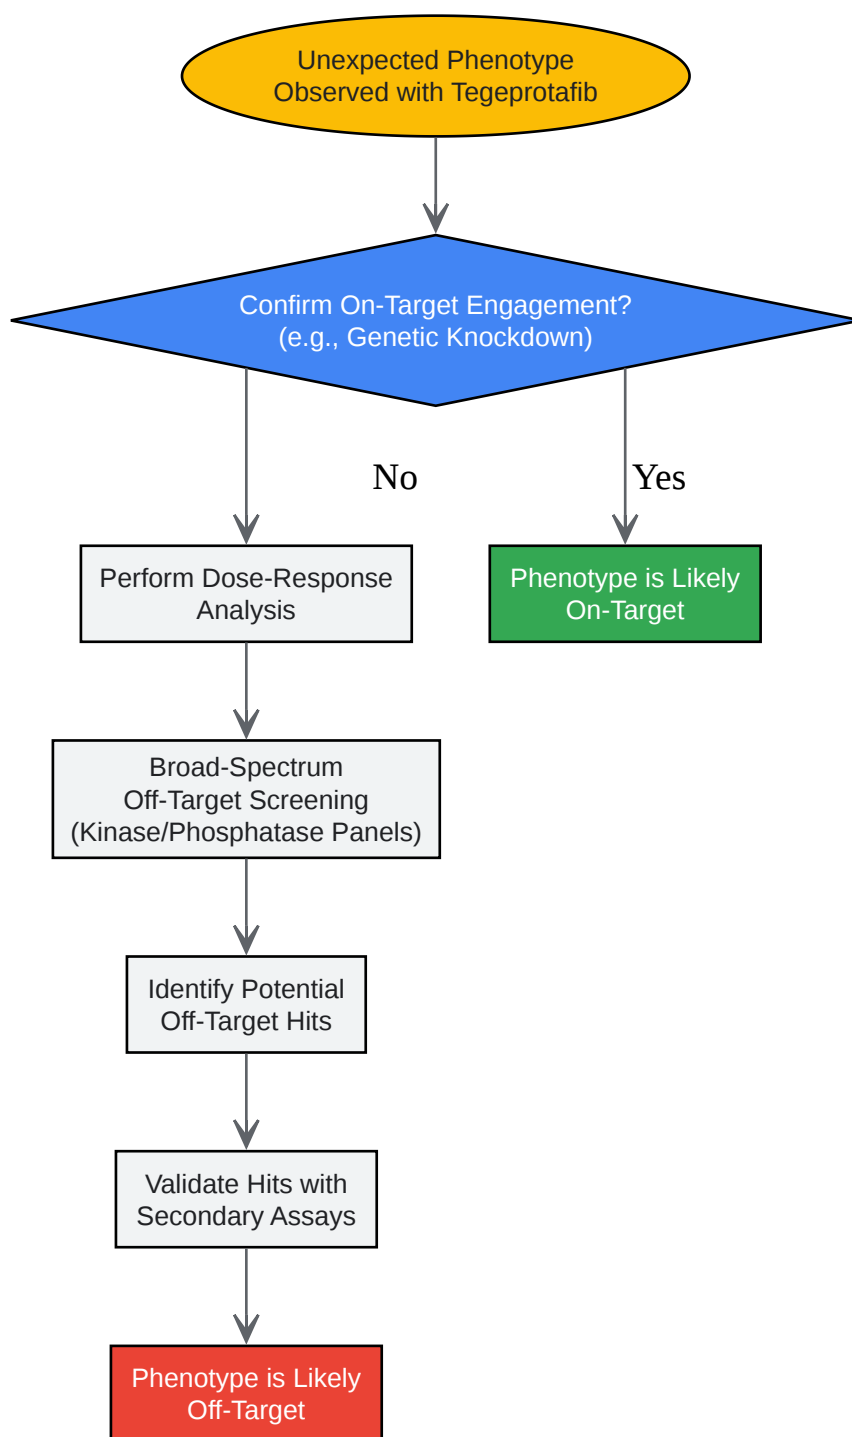 Unexpected Phenotype
Observed with Tegeprotafib
Confirm On-Target Engagement?
(e.g., Genetic Knockdown)
No
Yes
Perform Dose-Response
Analysis
Phenotype is Likely
On-Target
Broad-Spectrum
Off-Target Screening
(Kinase/Phosphatase Panels)
Identify Potential
Off-Target Hits
Validate Hits with
Secondary Assays
Phenotype is Likely
Off-Target